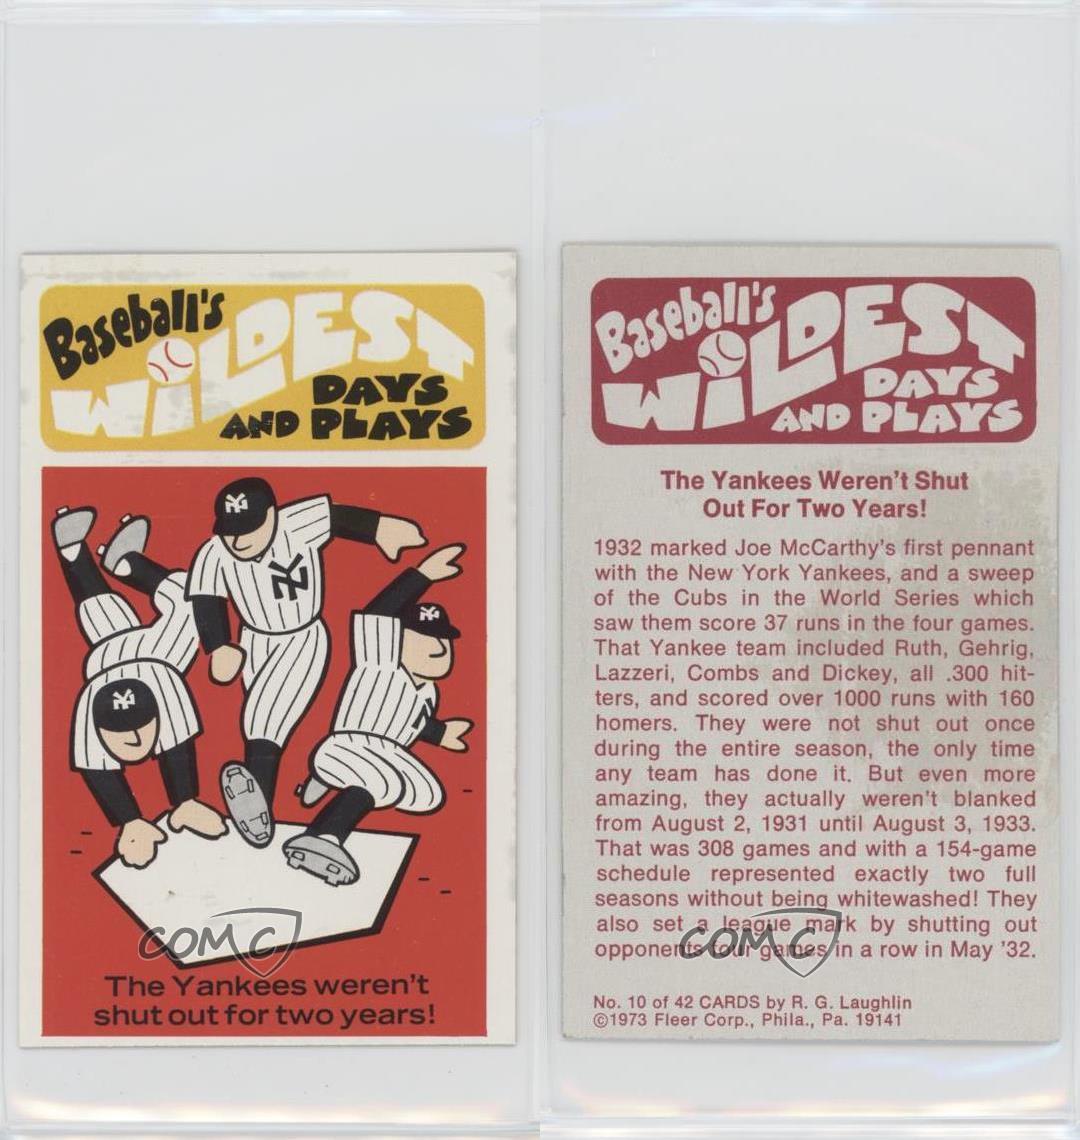 Baseball's
WiLDEST
DAYS
AND PLAYS
NY
NY
NY
NY
The Yankees weren't
shut out for two years!
COMC
Baseball's
WiLDEST
DAYS
AND PLAYS
The Yankees Weren't Shut
Out For Two Years!
1932 marked Joe McCarthy's first pennant
with the New York Yankees, and a sweep
of the Cubs in the World Series which
saw them score 37 runs in the four games.
That Yankee team included Ruth, Gehrig,
Lazzeri, Combs and Dickey, all .300 hit-
ters, and scored over 1000 runs with 160
homers. They were not shut out once
during the entire season, the only time
any team has done it. But even more
amazing, they actually weren't blanked
from August 2, 1931 until August 3, 1933.
That was 308 games and with a 154-game
schedule represented exactly two full
seasons without being whitewashed! They
also set a league mark by shutting out
opponents four games in a row in May '32.
COMC
No. 10 of 42 CARDS by R. G. Laughlin
©1973 Fleer Corp., Phila., Pa. 19141